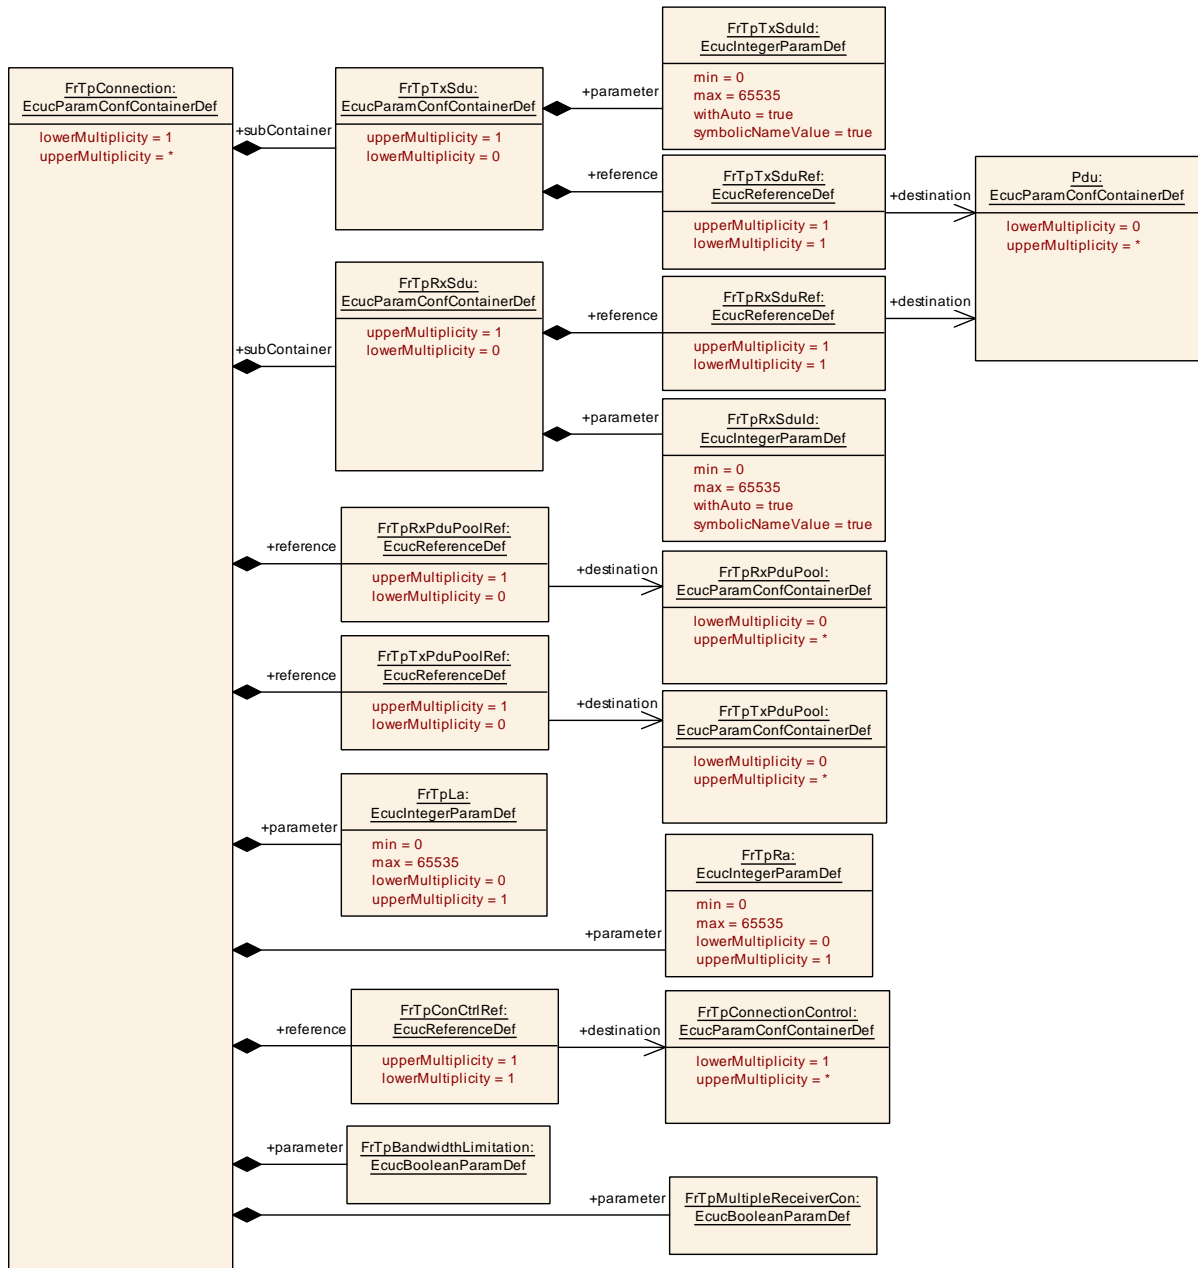 FrTpConnection:
EcucParamConfContainerDef
lowerMultiplicity = 1
upperMultiplicity = *
+subContainer
FrTpTxSdu:
EcucParamConfContainerDef
upperMultiplicity = 1
lowerMultiplicity = 0
+parameter
FrTpTxSduId:
EcucIntegerParamDef
min = 0
max = 65535
withAuto = true
symbolicNameValue = true
+reference
FrTpTxSduRef:
EcucReferenceDef
upperMultiplicity = 1
lowerMultiplicity = 1
+destination
Pdu:
EcucParamConfContainerDef
lowerMultiplicity = 0
upperMultiplicity = *
+subContainer
FrTpRxSdu:
EcucParamConfContainerDef
upperMultiplicity = 1
lowerMultiplicity = 0
+reference
FrTpRxSduRef:
EcucReferenceDef
upperMultiplicity = 1
lowerMultiplicity = 1
+destination
+parameter
FrTpRxSduId:
EcucIntegerParamDef
min = 0
max = 65535
withAuto = true
symbolicNameValue = true
+reference
FrTpRxPduPoolRef:
EcucReferenceDef
upperMultiplicity = 1
lowerMultiplicity = 0
+destination
FrTpRxPduPool:
EcucParamConfContainerDef
lowerMultiplicity = 0
upperMultiplicity = *
+reference
FrTpTxPduPoolRef:
EcucReferenceDef
upperMultiplicity = 1
lowerMultiplicity = 0
+destination
FrTpTxPduPool:
EcucParamConfContainerDef
lowerMultiplicity = 0
upperMultiplicity = *
+parameter
FrTpLa:
EcucIntegerParamDef
min = 0
max = 65535
lowerMultiplicity = 0
upperMultiplicity = 1
+parameter
FrTpRa:
EcucIntegerParamDef
min = 0
max = 65535
lowerMultiplicity = 0
upperMultiplicity = 1
+reference
FrTpConCtrlRef:
EcucReferenceDef
upperMultiplicity = 1
lowerMultiplicity = 1
+destination
FrTpConnectionControl:
EcucParamConfContainerDef
lowerMultiplicity = 1
upperMultiplicity = *
+parameter
FrTpBandwidthLimitation:
EcucBooleanParamDef
+parameter
FrTpMultipleReceiverCon:
EcucBooleanParamDef